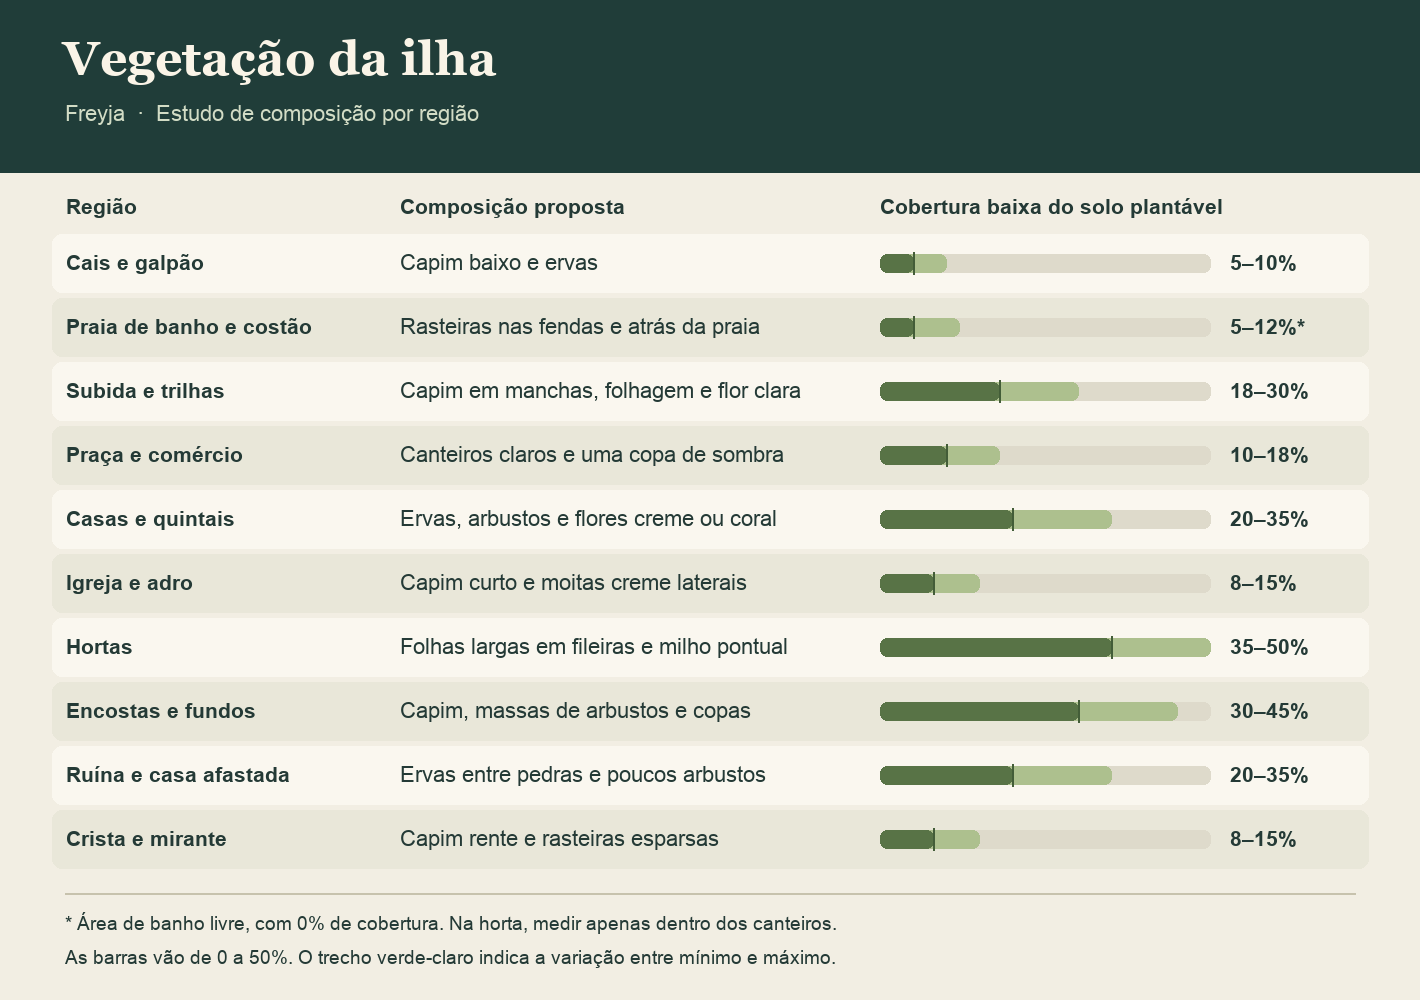 Vegetação da ilha
Freyja · Estudo de composição por região
Região Composição proposta Cobertura baixa do solo plantável
Cais e galpão Capim baixo e ervas 5–10%
Praia de banho e costão Rasteiras nas fendas e atrás da praia 5–12%*
Subida e trilhas Capim em manchas, folhagem e flor clara 18–30%
Praça e comércio Canteiros claros e uma copa de sombra 10–18%
Casas e quintais Ervas, arbustos e flores creme ou coral 20–35%
Igreja e adro Capim curto e moitas creme laterais 8–15%
Hortas Folhas largas em fileiras e milho pontual 35–50%
Encostas e fundos Capim, massas de arbustos e copas 30–45%
Ruína e casa afastada Ervas entre pedras e poucos arbustos 20–35%
Crista e mirante Capim rente e rasteiras esparsas 8–15%
* Área de banho livre, com 0% de cobertura. Na horta, medir apenas dentro dos canteiros.
As barras vão de 0 a 50%. O trecho verde-claro indica a variação entre mínimo e máximo.